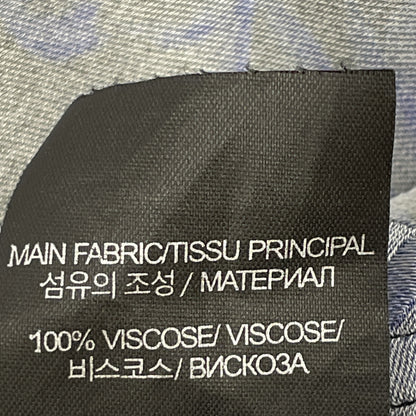 MAIN FABRIC/TISSU PRINCIPAL
섬유의 조성 / МАТЕРИАЛ
100% VISCOSE/ VISCOSE/
비스코스 / ВИСКОЗА